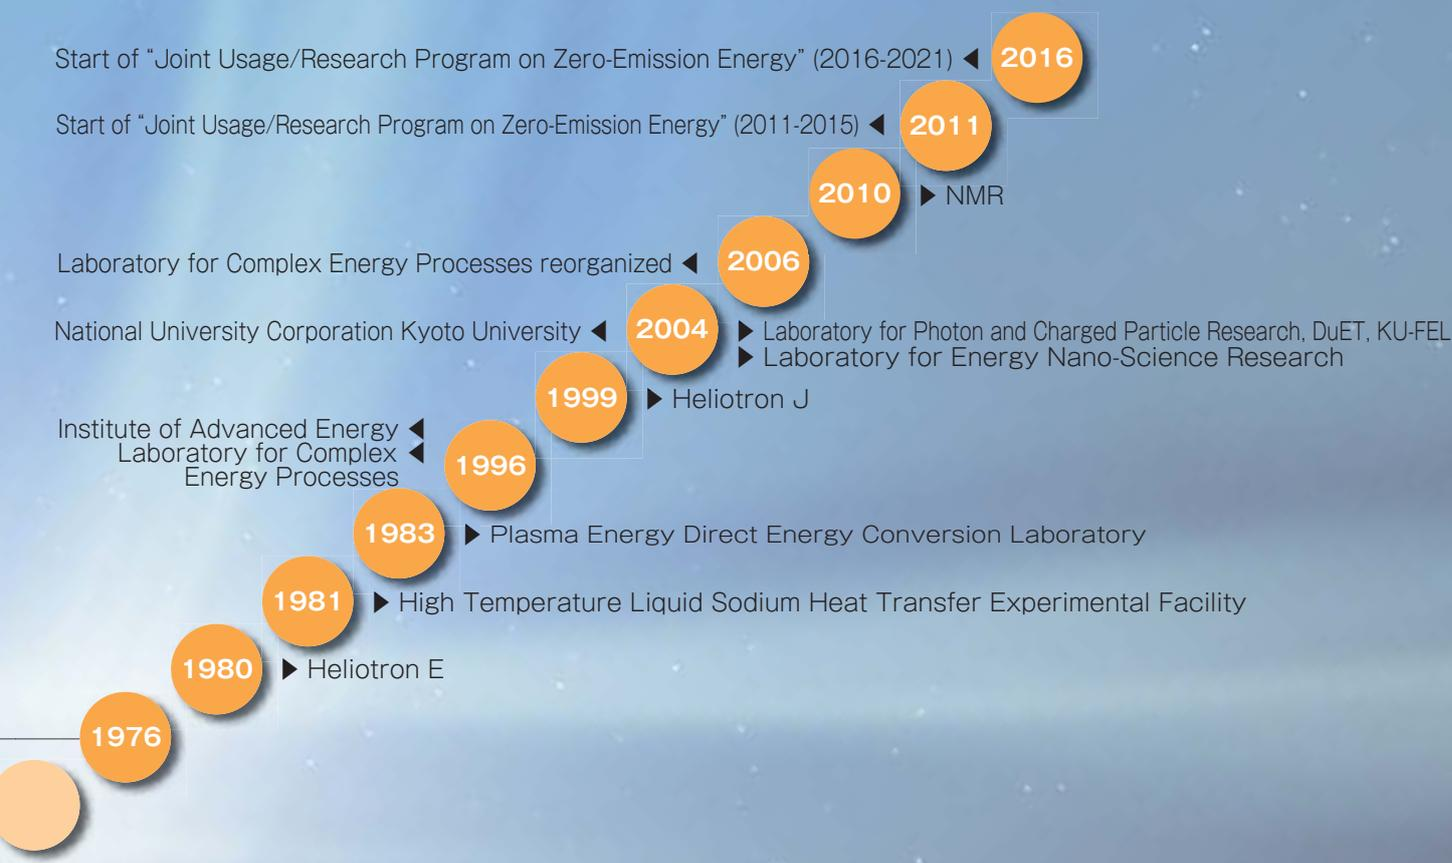 Start of “Joint Usage/Research Program on Zero-Emission Energy” (2016-2021) ◀ 2016
Start of “Joint Usage/Research Program on Zero-Emission Energy” (2011-2015) ◀ 2011
2010 ▶ NMR
Laboratory for Complex Energy Processes reorganized ◀ 2006
National University Corporation Kyoto University ◀ 2004 ▶ Laboratory for Photon and Charged Particle Research, DuET, KU-FEL
▶ Laboratory for Energy Nano-Science Research
1999 ▶ Heliotron J
Institute of Advanced Energy ◀
Laboratory for Complex ◀
Energy Processes
1996
1983 ▶ Plasma Energy Direct Energy Conversion Laboratory
1981 ▶ High Temperature Liquid Sodium Heat Transfer Experimental Facility
1980 ▶ Heliotron E
1976